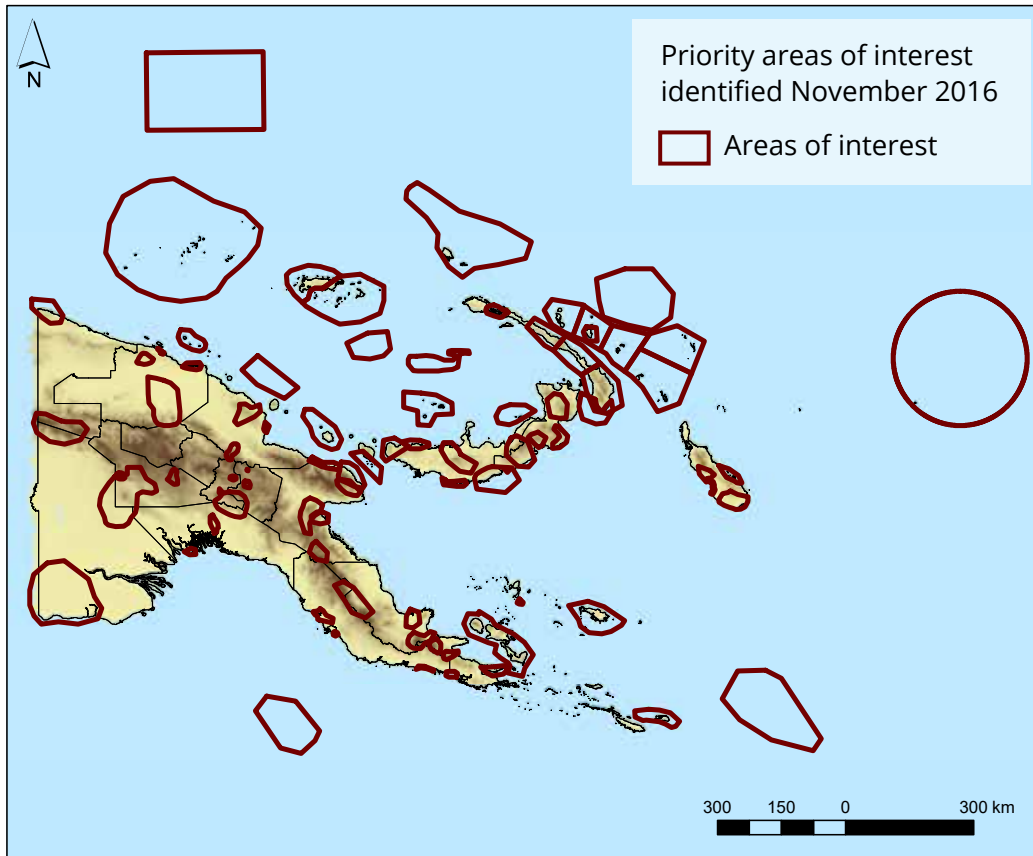 N
Priority areas of interest
identified November 2016
Areas of interest
300 150 0 300 km